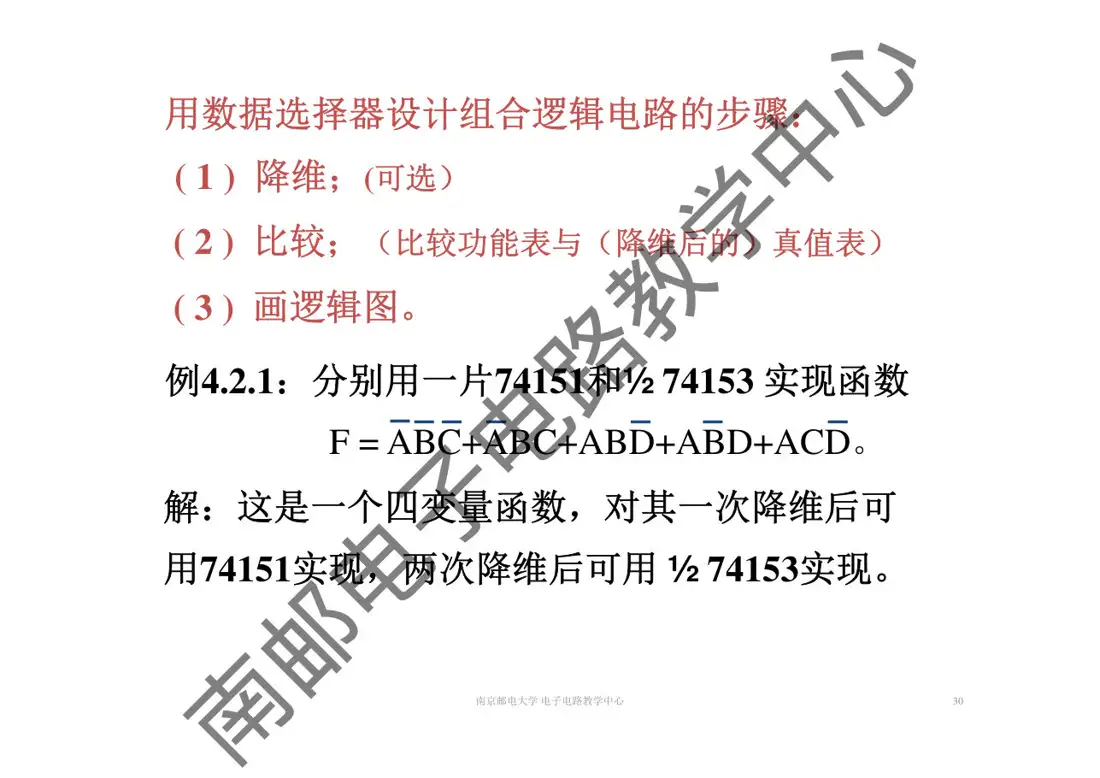 用数据选择器设计组合逻辑电路的步骤：
(1) 降维；(可选)
(2) 比较；（比较功能表与（降维后的）真值表）
(3) 画逻辑图。
例4.2.1：分别用一片74151和½ 74153 实现函数
F = A̅B̅C̅+A̅BC+ABD̅+AB̅D+ACD̅。
解：这是一个四变量函数，对其一次降维后可
用74151实现，两次降维后可用 ½ 74153实现。
南邮电子电路教学中心
南京邮电大学 电子电路教学中心 30